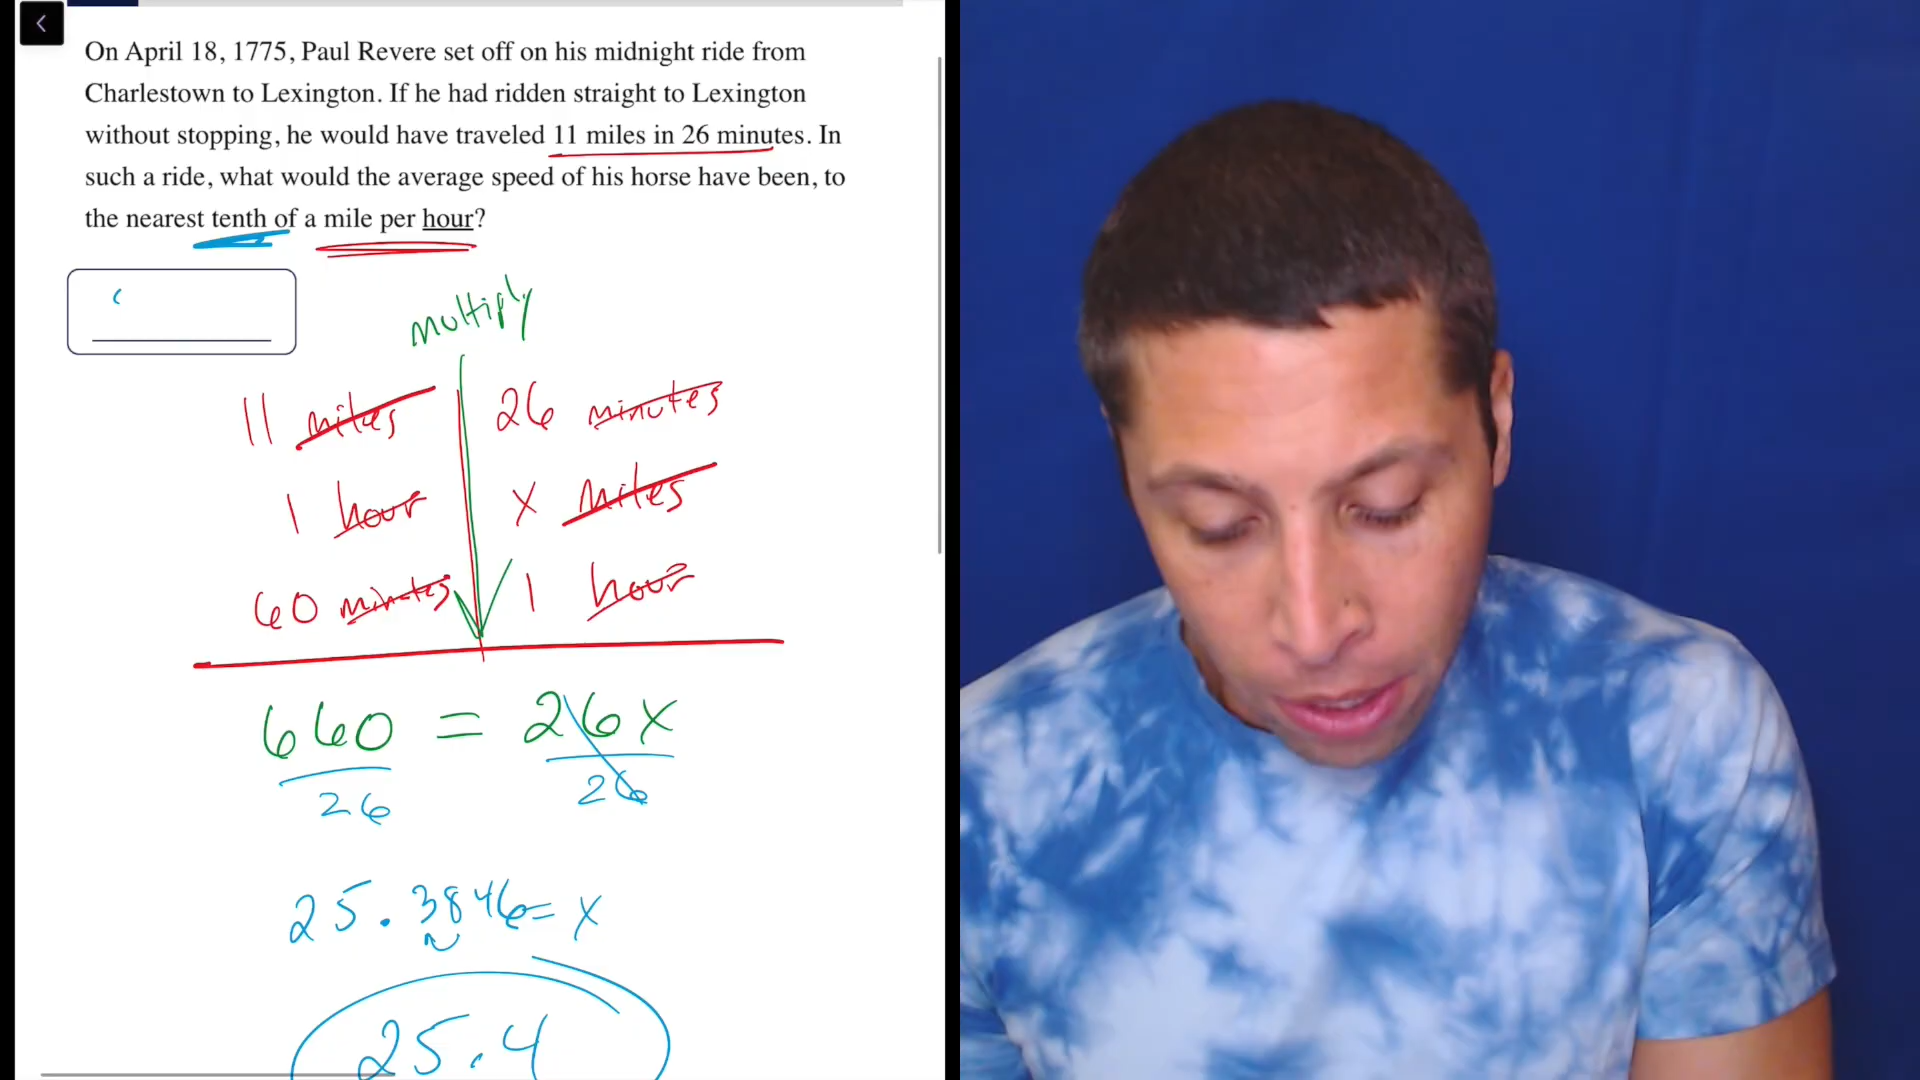 On April 18, 1775, Paul Revere set off on his midnight ride from
Charlestown to Lexington. If he had ridden straight to Lexington
without stopping, he would have traveled 11 miles in 26 minutes. In
such a ride, what would the average speed of his horse have been, to
the nearest tenth of a mile per hour?
multiply
11 miles 26 minutes
1 hour x miles
60 minutes 1 hour
660 = 26x
26 26
25.3846 = x
25.4